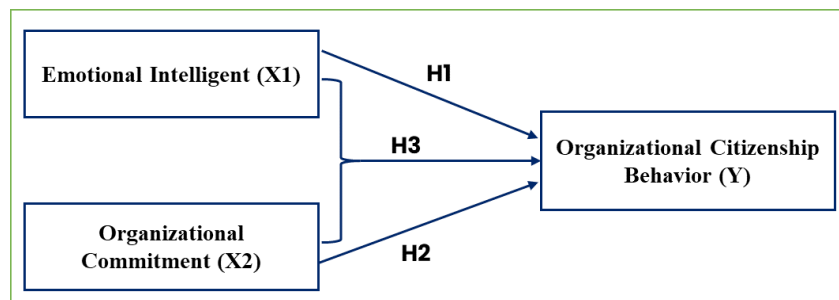 Emotional Intelligent (X1)
H1
H3
Organizational Citizenship
Behavior (Y)
Organizational
Commitment (X2)
H2